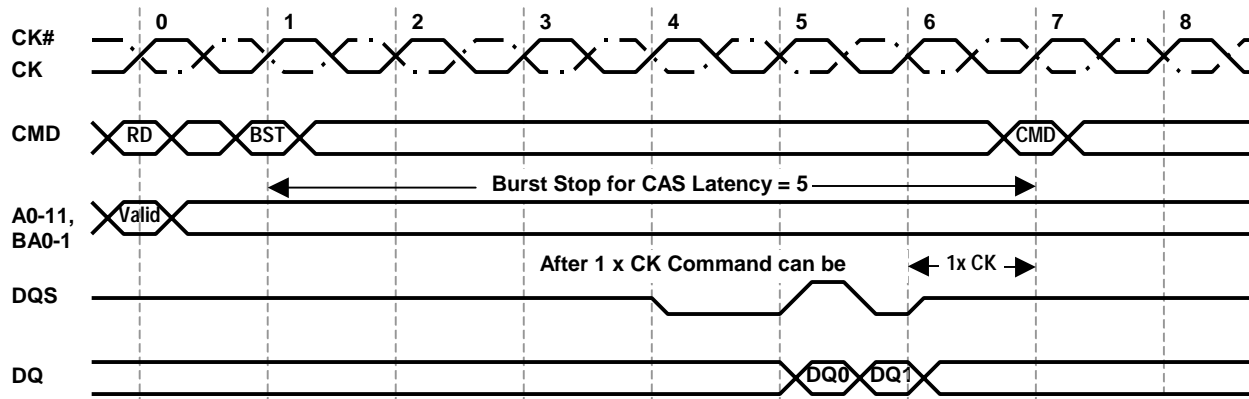 0 1 2 3 4 5 6 7 8
CK#
CK
CMD RD BST CMD
Burst Stop for CAS Latency = 5
A0-11, Valid
BA0-1
After 1 x CK Command can be 1x CK
DQS
DQ DQ0 DQ1